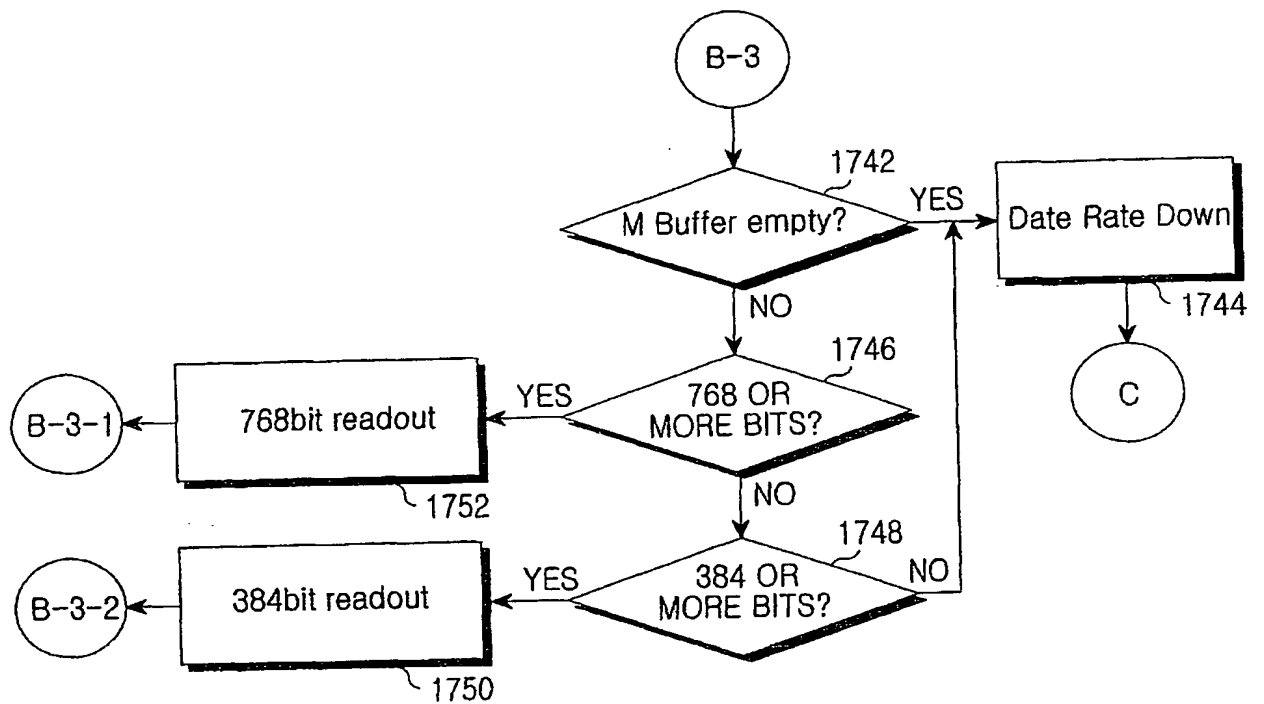 B-3
1742
M Buffer empty?
YES
Date Rate Down
1744
NO
C
1746
768 OR
MORE BITS?
YES
768bit readout
B-3-1
1752
NO
1748
384 OR
MORE BITS?
NO
YES
384bit readout
B-3-2
1750